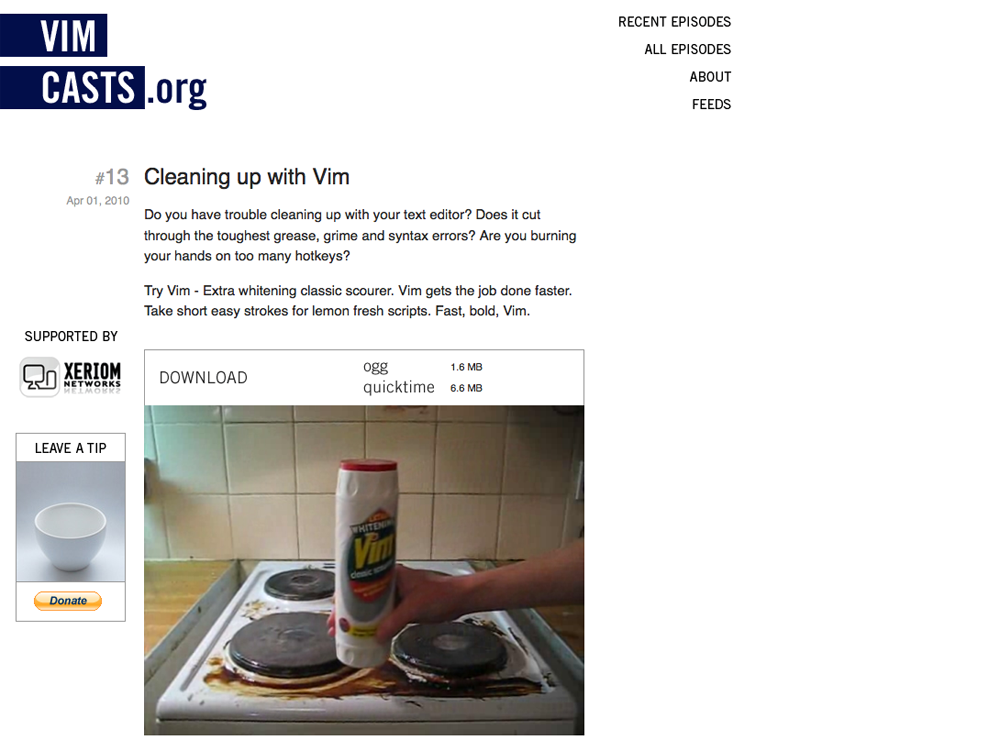 VIM
CASTS.org
RECENT EPISODES
ALL EPISODES
ABOUT
FEEDS
#13
Apr 01, 2010
Cleaning up with Vim
Do you have trouble cleaning up with your text editor? Does it cut
through the toughest grease, grime and syntax errors? Are you burning
your hands on too many hotkeys?
Try Vim - Extra whitening classic scourer. Vim gets the job done faster.
Take short easy strokes for lemon fresh scripts. Fast, bold, Vim.
SUPPORTED BY
XERIOM
NETWORKS
LEAVE A TIP
Donate
DOWNLOAD
ogg 1.6 MB
quicktime 6.6 MB
WHITENING
Vim
classic